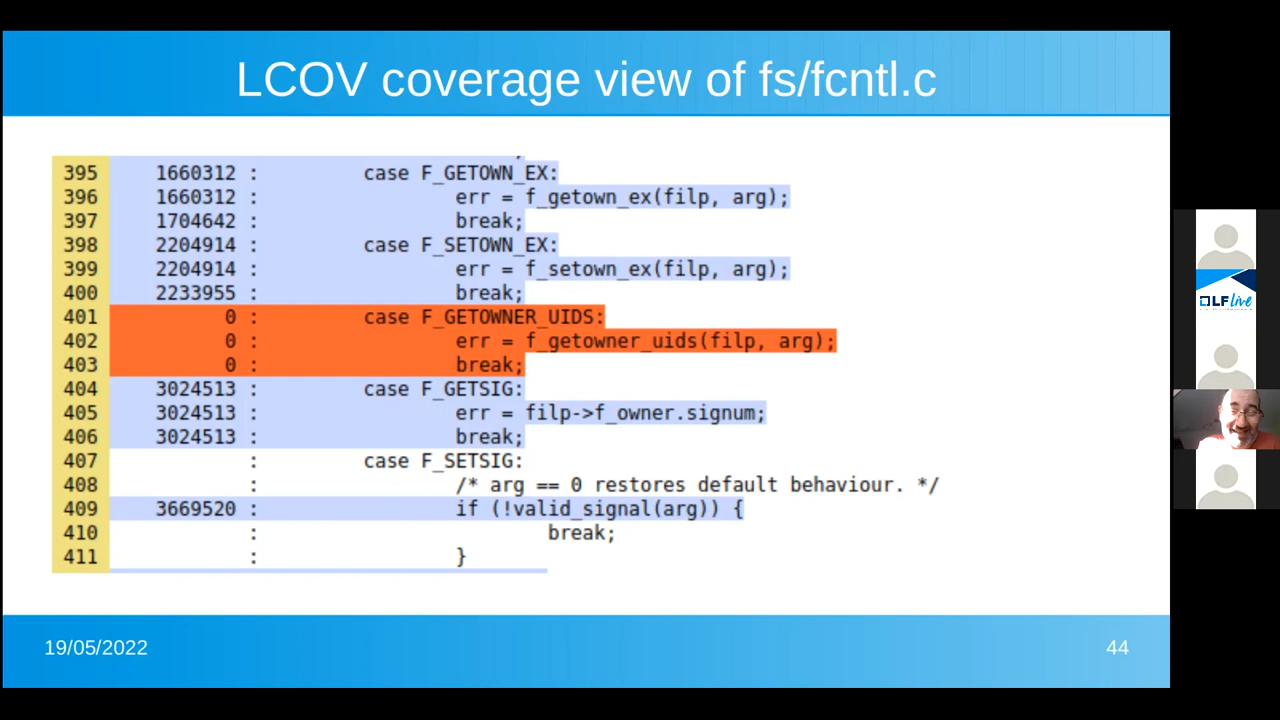 LCOV coverage view of fs/fcntl.c
395 1660312 : case F_GETOWN_EX:
396 1660312 : err = f_getown_ex(filp, arg);
397 1704642 : break;
398 2204914 : case F_SETOWN_EX:
399 2204914 : err = f_setown_ex(filp, arg);
400 2233955 : break;
401 0 : case F_GETOWNER_UIDS:
402 0 : err = f_getowner_uids(filp, arg);
403 0 : break;
404 3024513 : case F_GETSIG:
405 3024513 : err = filp->f_owner.signum;
406 3024513 : break;
407 : case F_SETSIG:
408 : /* arg == 0 restores default behaviour. */
409 3669520 : if (!valid_signal(arg)) {
410 : break;
411 : }
19/05/2022
44
LF Live